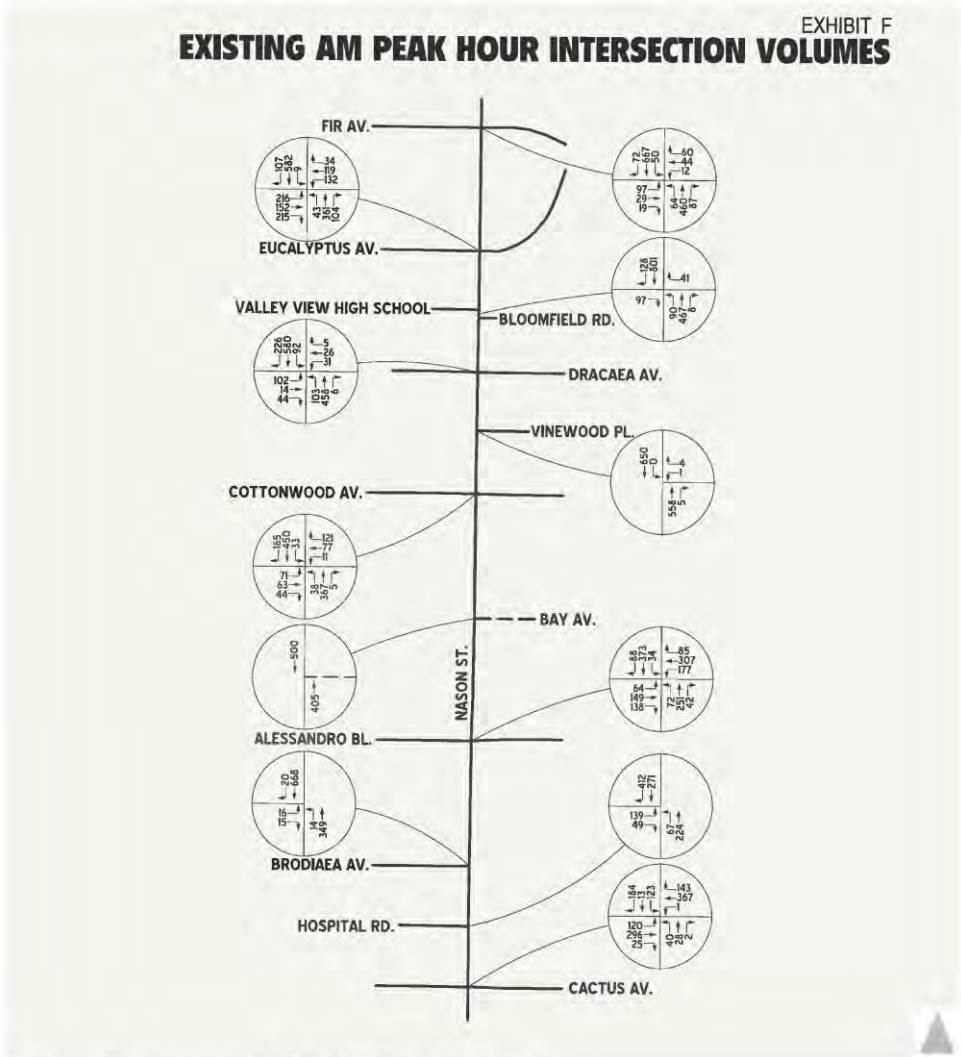 EXHIBIT F
EXISTING AM PEAK HOUR INTERSECTION VOLUMES
FIR AV.
107 582 9
34
119
132
216
152
215
43 361 104
72 667 50
60
44
12
97
29
19
64 460 87
EUCALYPTUS AV.
VALLEY VIEW HIGH SCHOOL
BLOOMFIELD RD.
128 801
41
97
90 467 8
226 580 92
5
26
31
102
14
44
103 458 6
DRACAEA AV.
VINEWOOD PL.
650 0
4
1
558 5
COTTONWOOD AV.
165 450 33
121
77
11
71
63
44
38 367 5
BAY AV.
500
405
NASON ST.
88 373 34
85
307
177
64
149
138
72 251 42
ALESSANDRO BL.
20 668
16
15
14 349
BRODIAEA AV.
412 271
139
49
67 224
HOSPITAL RD.
184 13 123
143
367
1
120
296
25
40 28 2
CACTUS AV.